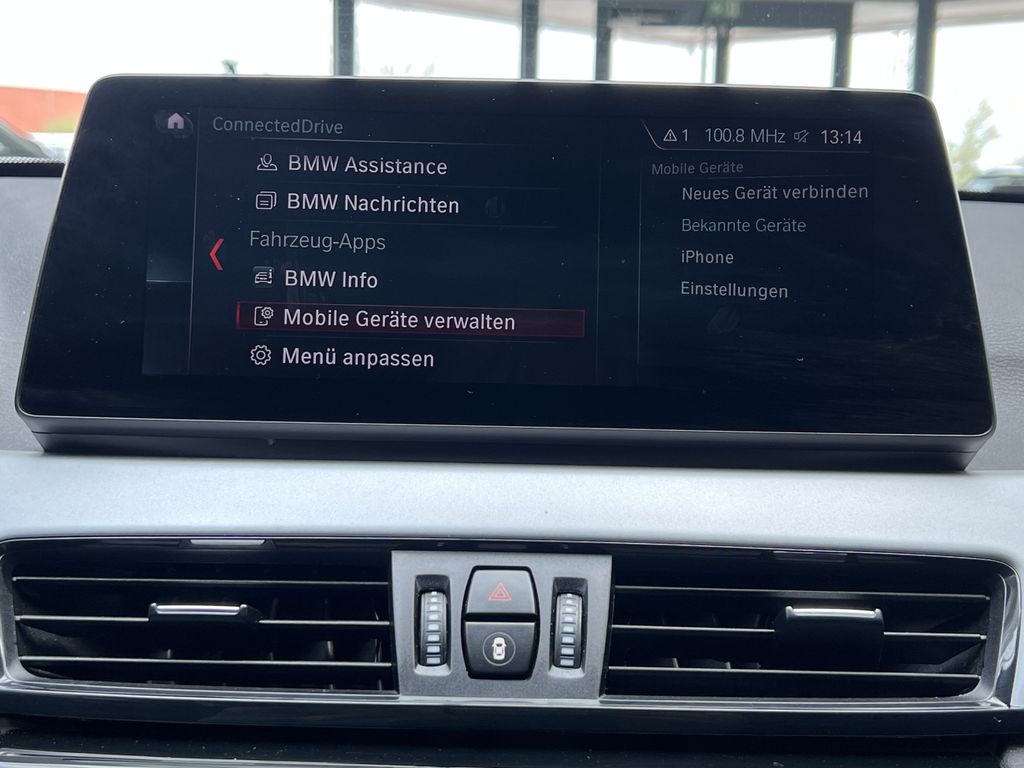 ConnectedDrive
BMW Assistance
BMW Nachrichten
Fahrzeug-Apps
BMW Info
Mobile Geräte verwalten
Menü anpassen
1 100.8 MHz 13:14
Mobile Geräte
Neues Gerät verbinden
Bekannte Geräte
iPhone
Einstellungen